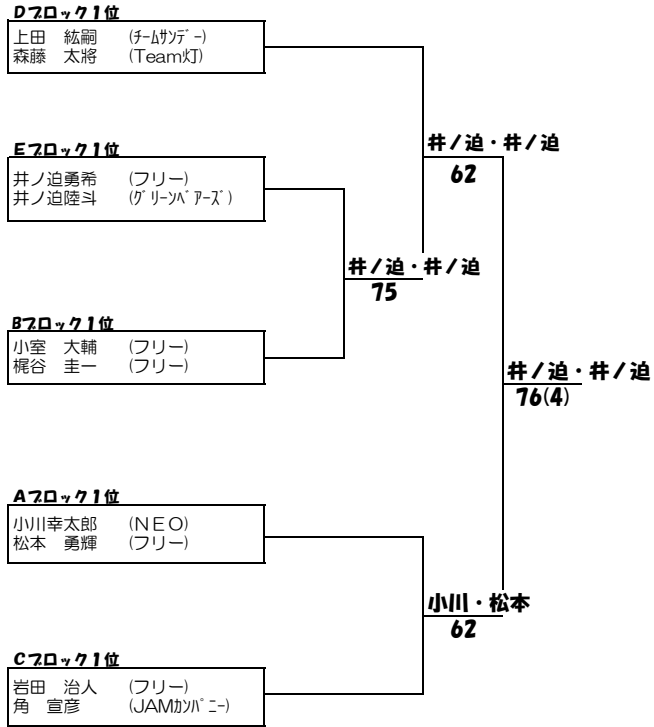 Dブロック1位
上田　紘嗣　(ﾁｰﾑｻﾝﾃﾞｰ)
森藤　太將　(Team灯)
井ノ迫・井ノ迫
62
Eブロック1位
井ノ迫勇希　(フリー)
井ノ迫陸斗　(ｸﾞﾘｰﾝﾍﾞｱｰｽﾞ)
井ノ迫・井ノ迫
75
Bブロック1位
小室　大輔　(フリー)
梶谷　圭一　(フリー)
井ノ迫・井ノ迫
76(4)
Aブロック1位
小川幸太郎　(ＮＥＯ)
松本　勇輝　(フリー)
小川・松本
62
Cブロック1位
岩田　治人　(フリー)
角　宣彦　(JAMｶﾝﾊﾟﾆｰ)